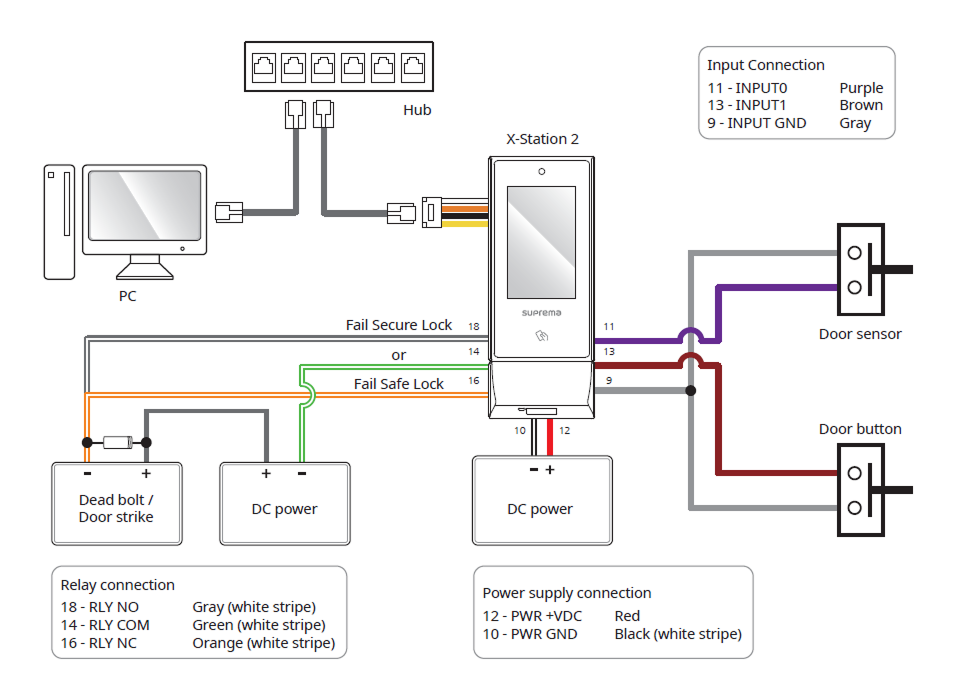 Hub
Input Connection
11 - INPUT0 Purple
13 - INPUT1 Brown
9 - INPUT GND Gray
X-Station 2
PC
suprema
Fail Secure Lock 18
or 14
Fail Safe Lock 16
11
13
9
Door sensor
10 12
Door button
- +
Dead bolt /
Door strike
+ -
DC power
- +
DC power
Relay connection
18 - RLY NO Gray (white stripe)
14 - RLY COM Green (white stripe)
16 - RLY NC Orange (white stripe)
Power supply connection
12 - PWR +VDC Red
10 - PWR GND Black (white stripe)